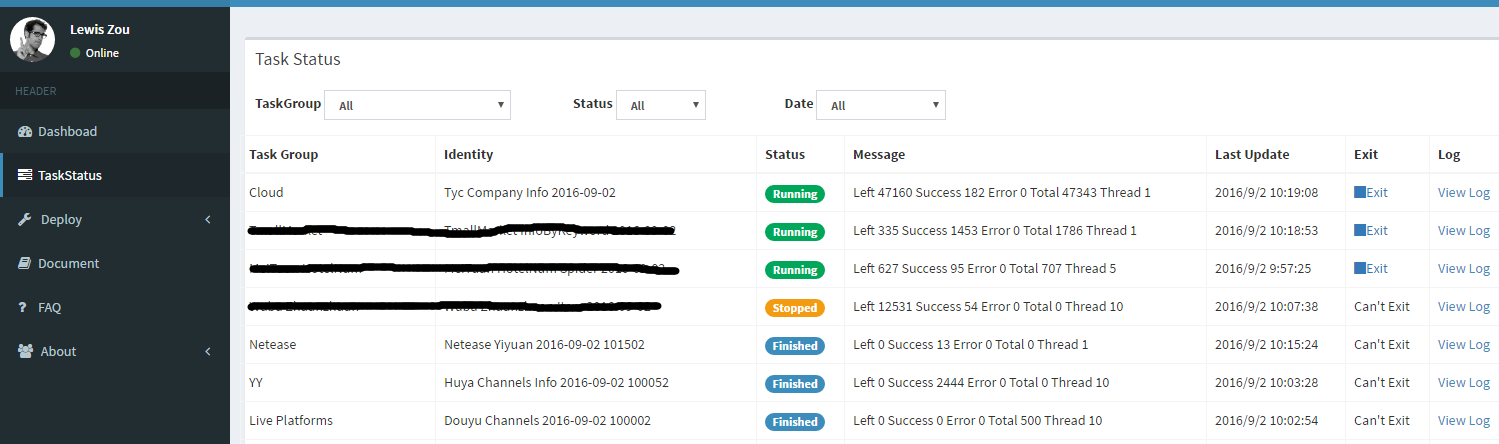 Lewis Zou
Online
HEADER
Dashboad
TaskStatus
Deploy
Document
FAQ
About
Task Status
TaskGroup All Status All Date All
Task Group Identity Status Message Last Update Exit Log
Cloud Tyc Company Info 2016-09-02 Running Left 47160 Success 182 Error 0 Total 47343 Thread 1 2016/9/2 10:19:08 Exit View Log
Running Left 335 Success 1453 Error 0 Total 1786 Thread 1 2016/9/2 10:18:53 Exit View Log
Running Left 627 Success 95 Error 0 Total 707 Thread 5 2016/9/2 9:57:25 Exit View Log
Stopped Left 12531 Success 54 Error 0 Total 0 Thread 10 2016/9/2 10:07:38 Can't Exit View Log
Netease Netease Yiyuan 2016-09-02 101502 Finished Left 0 Success 13 Error 0 Total 0 Thread 1 2016/9/2 10:15:24 Can't Exit View Log
YY Huya Channels Info 2016-09-02 100052 Finished Left 0 Success 2444 Error 0 Total 0 Thread 10 2016/9/2 10:03:28 Can't Exit View Log
Live Platforms Douyu Channels 2016-09-02 100002 Finished Left 0 Success 0 Error 0 Total 500 Thread 10 2016/9/2 10:02:54 Can't Exit View Log